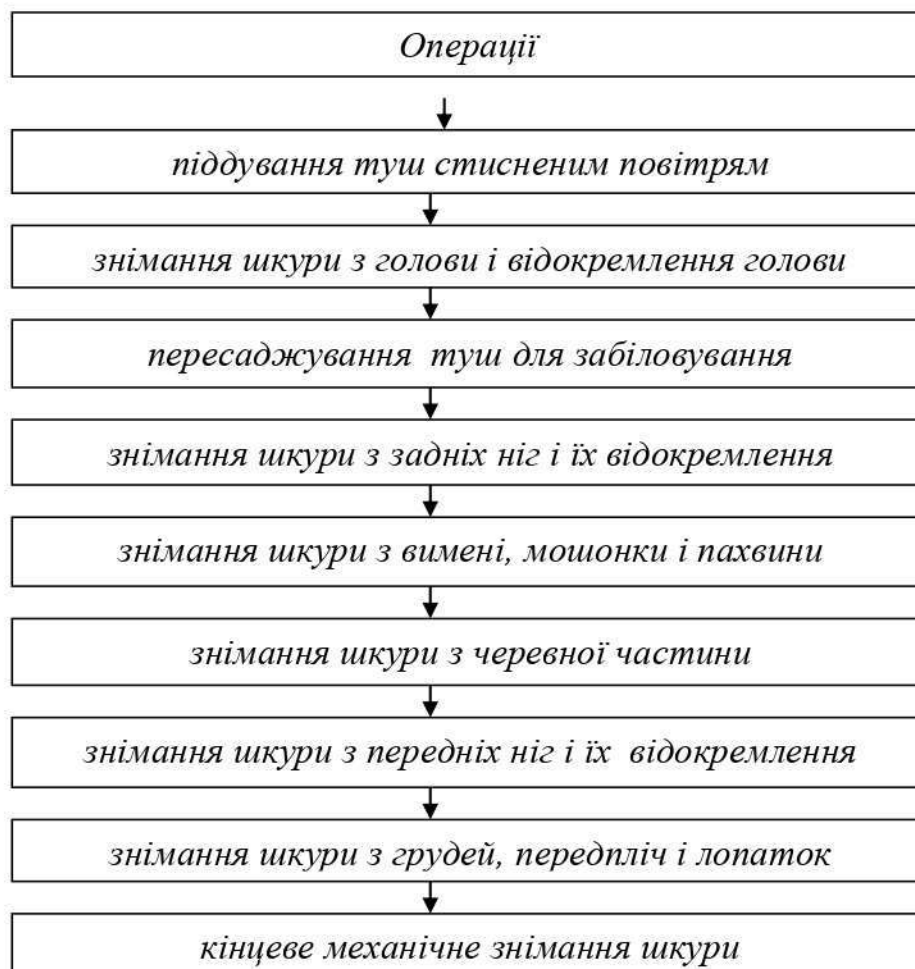 Операції
піддування туш стисненим повітрям
знімання шкури з голови і відокремлення голови
пересаджування туш для забіловування
знімання шкури з задніх ніг і їх відокремлення
знімання шкури з вимені, мошонки і пахвини
знімання шкури з черевної частини
знімання шкури з передніх ніг і їх відокремлення
знімання шкури з грудей, передпліч і лопаток
кінцеве механічне знімання шкури